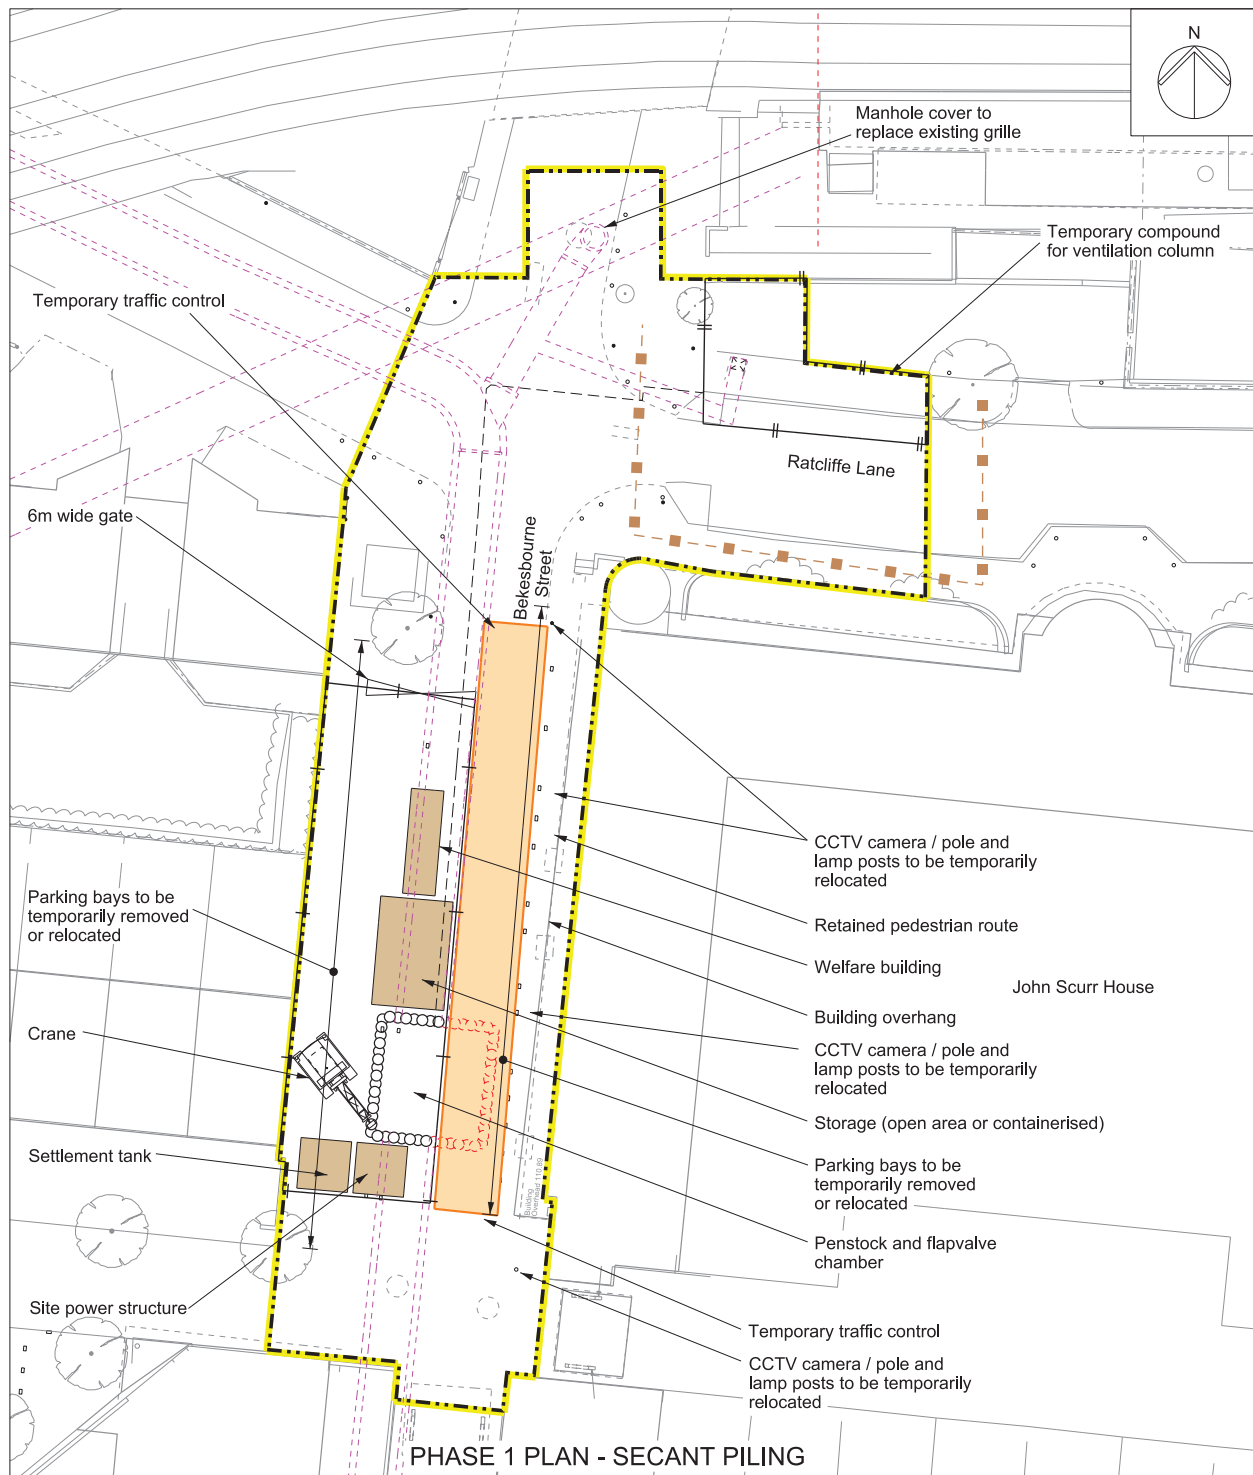 N
Manhole cover to
replace existing grille
Temporary compound
for ventilation column
Temporary traffic control
Ratcliffe Lane
6m wide gate
Bekesbourne
Street
CCTV camera / pole and
lamp posts to be temporarily
relocated
Parking bays to be
temporarily removed
or relocated
Retained pedestrian route
Welfare building
John Scurr House
Building overhang
Crane
CCTV camera / pole and
lamp posts to be temporarily
relocated
Storage (open area or containerised)
Settlement tank
Parking bays to be
temporarily removed
or relocated
Building
Overhead 110.89
Penstock and flapvalve
chamber
Site power structure
Temporary traffic control
CCTV camera / pole and
lamp posts to be temporarily
relocated
PHASE 1 PLAN - SECANT PILING